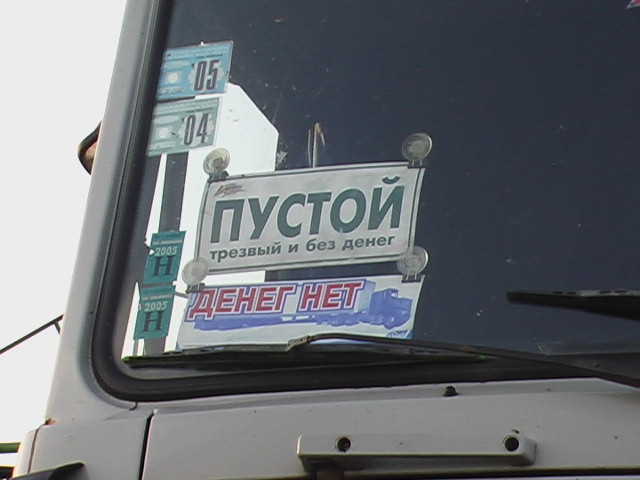 '05
'04
ПУСТОЙ
трезвый и без денег
2005
Н
2005
Н
ДЕНЕГ НЕТ